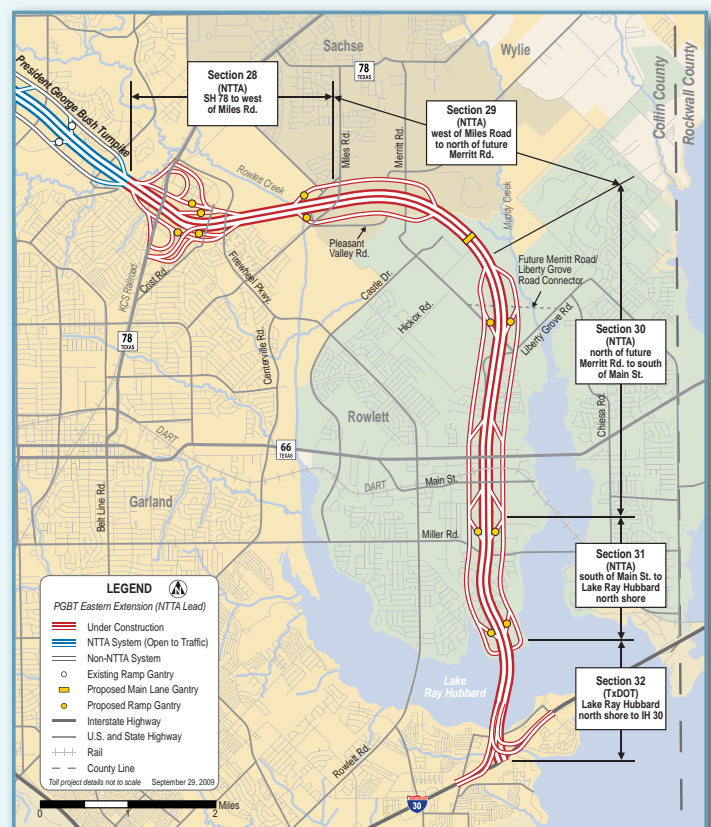 Sachse
Wylie
78
TEXAS
Collin County
Rockwall County
President George Bush Turnpike
Section 28
(NTTA)
SH 78 to west
of Miles Rd.
Section 29
(NTTA)
west of Miles Road
to north of future
Merritt Rd.
Miles Rd.
Merritt Rd.
Rowlett Creek
Muddy Creek
Pleasant
Valley Rd.
Future Merritt Road/
Liberty Grove
Road Connector
KCS Railroad
Crist Rd.
Firewheel Pkwy.
Castle Dr.
Hickox Rd.
Liberty Grove Rd.
Section 30
(NTTA)
north of future
Merritt Rd. to south
of Main St.
78
TEXAS
Centerville Rd.
Rowlett
Chiesa Rd.
DART
66
TEXAS
Belt Line Rd.
Garland
DART
Main St.
Miller Rd.
Section 31
(NTTA)
south of Main St. to
Lake Ray Hubbard
north shore
Lake
Ray Hubbard
Section 32
(TxDOT)
Lake Ray Hubbard
north shore to IH 30
Rowlett Rd.
30
LEGEND
N
PGBT Eastern Extension (NTTA Lead)
Under Construction
NTTA System (Open to Traffic)
Non-NTTA System
Existing Ramp Gantry
Proposed Main Lane Gantry
Proposed Ramp Gantry
Interstate Highway
U.S. and State Highway
Rail
County Line
Toll project details not to scale September 29, 2009
0 2 Miles